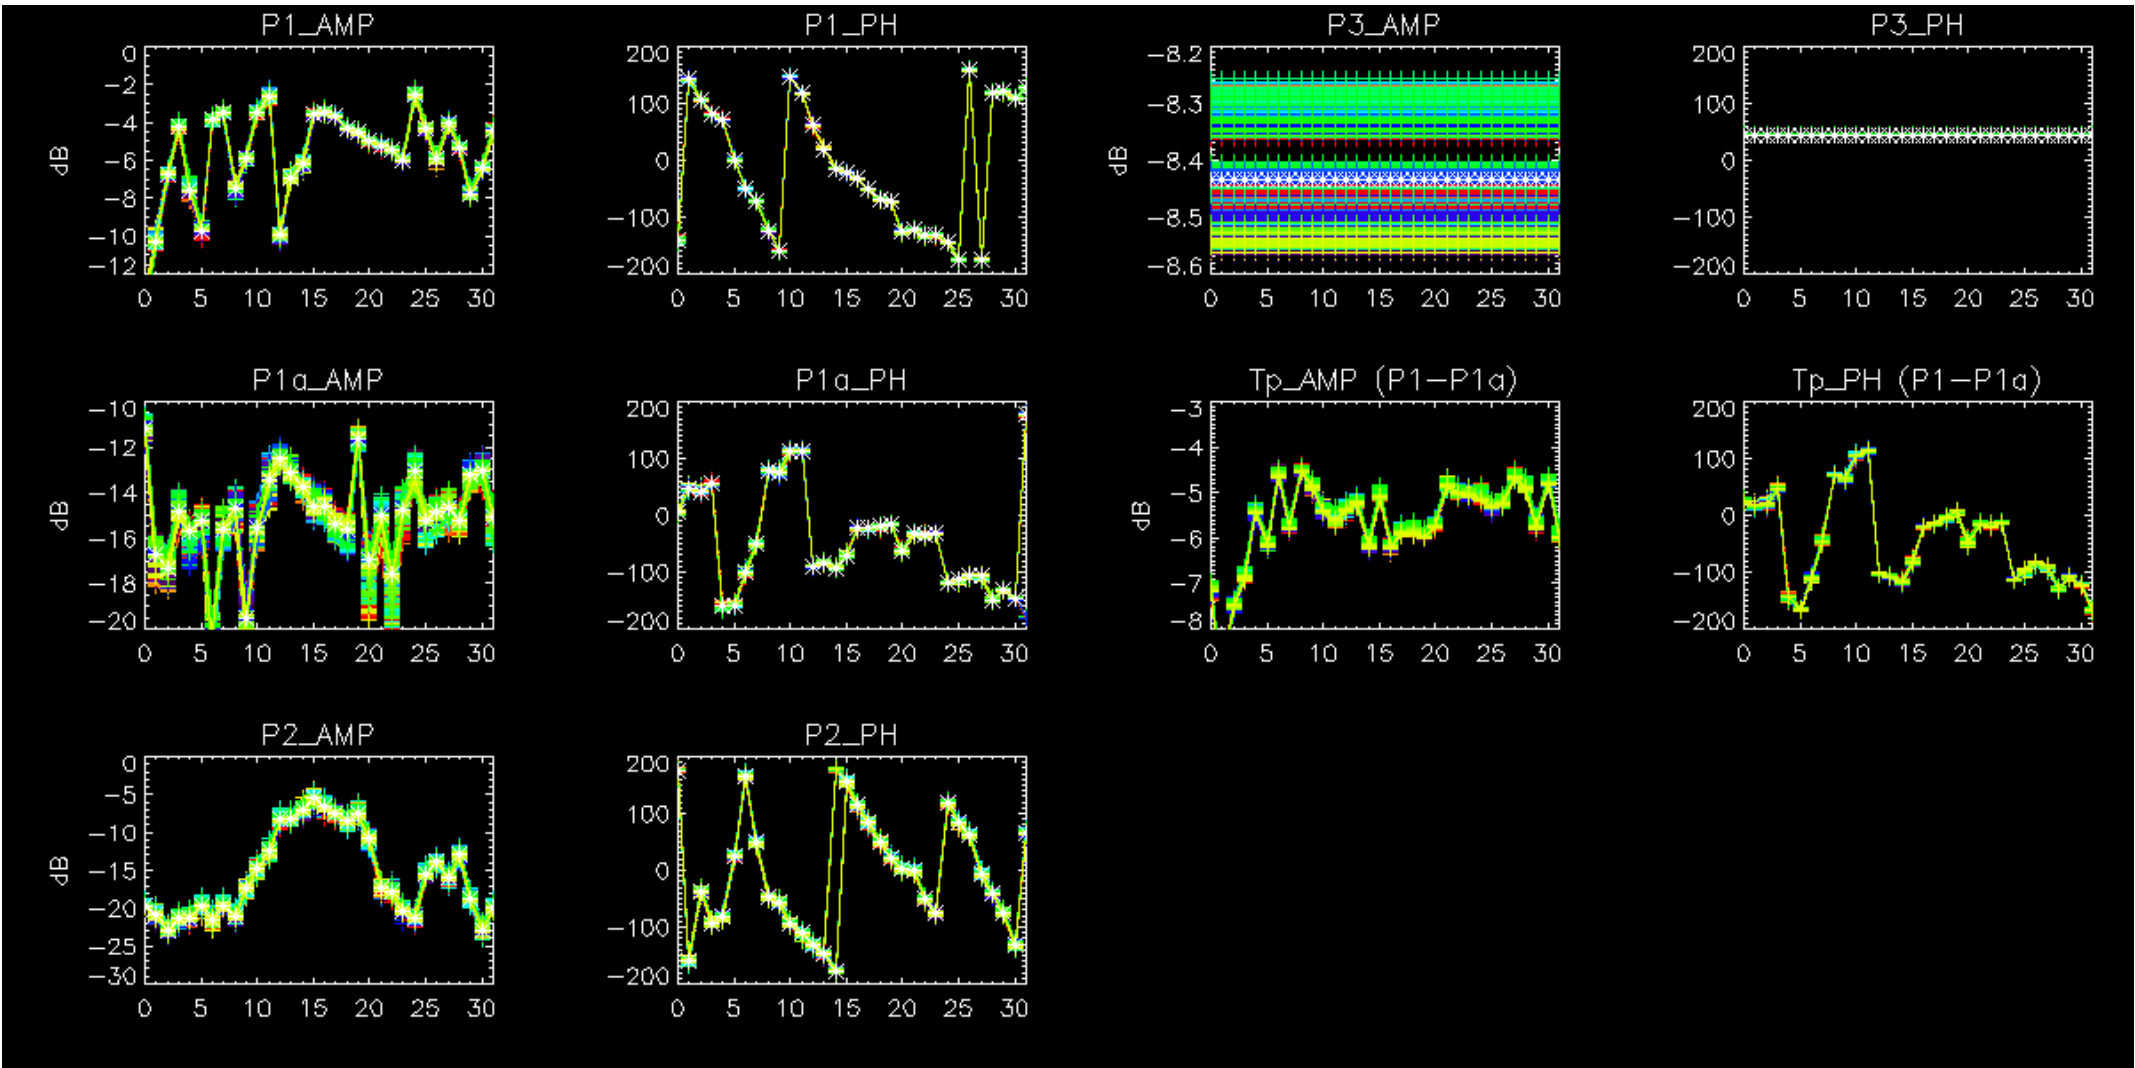 P1_AMP
P1_PH
P3_AMP
P3_PH
dB
0
-2
-4
-6
-8
-10
-12
0 5 10 15 20 25 30
200
100
0
-100
-200
0 5 10 15 20 25 30
dB
-8.2
-8.3
-8.4
-8.5
-8.6
0 5 10 15 20 25 30
200
100
0
-100
-200
0 5 10 15 20 25 30
P1a_AMP
P1a_PH
Tp_AMP (P1-P1a)
Tp_PH (P1-P1a)
dB
-10
-12
-14
-16
-18
-20
0 5 10 15 20 25 30
200
100
0
-100
-200
0 5 10 15 20 25 30
dB
-3
-4
-5
-6
-7
-8
0 5 10 15 20 25 30
200
100
0
-100
-200
0 5 10 15 20 25 30
P2_AMP
P2_PH
dB
0
-5
-10
-15
-20
-25
-30
0 5 10 15 20 25 30
200
100
0
-100
-200
0 5 10 15 20 25 30